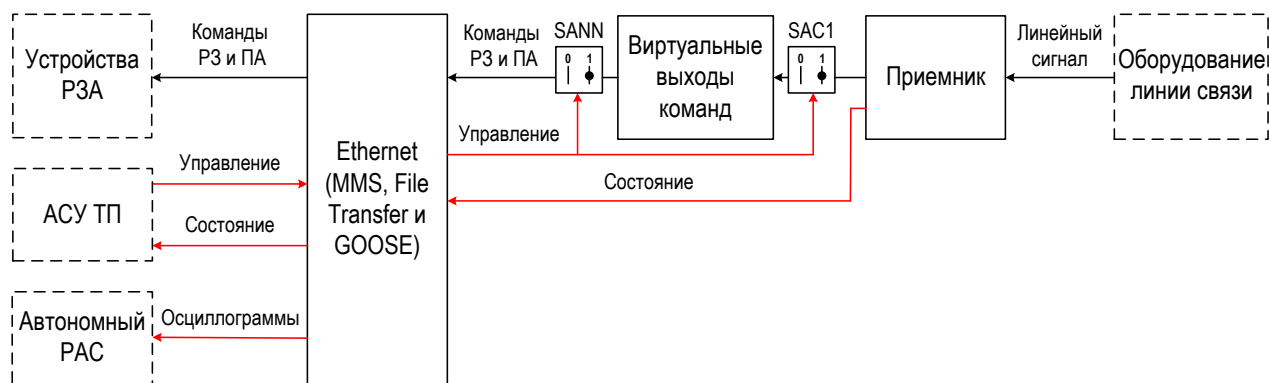 Устройства
РЗА
Команды
РЗ и ПА
Команды
РЗ и ПА
SANN
0 1
Виртуальные
выходы
команд
SAC1
0 1
Приемник
Линейный
сигнал
Оборудование
линии связи
АСУ ТП
Управление
Состояние
Ethernet
(MMS, File
Transfer и
GOOSE)
Управление
Состояние
Автономный
РАС
Осциллограммы